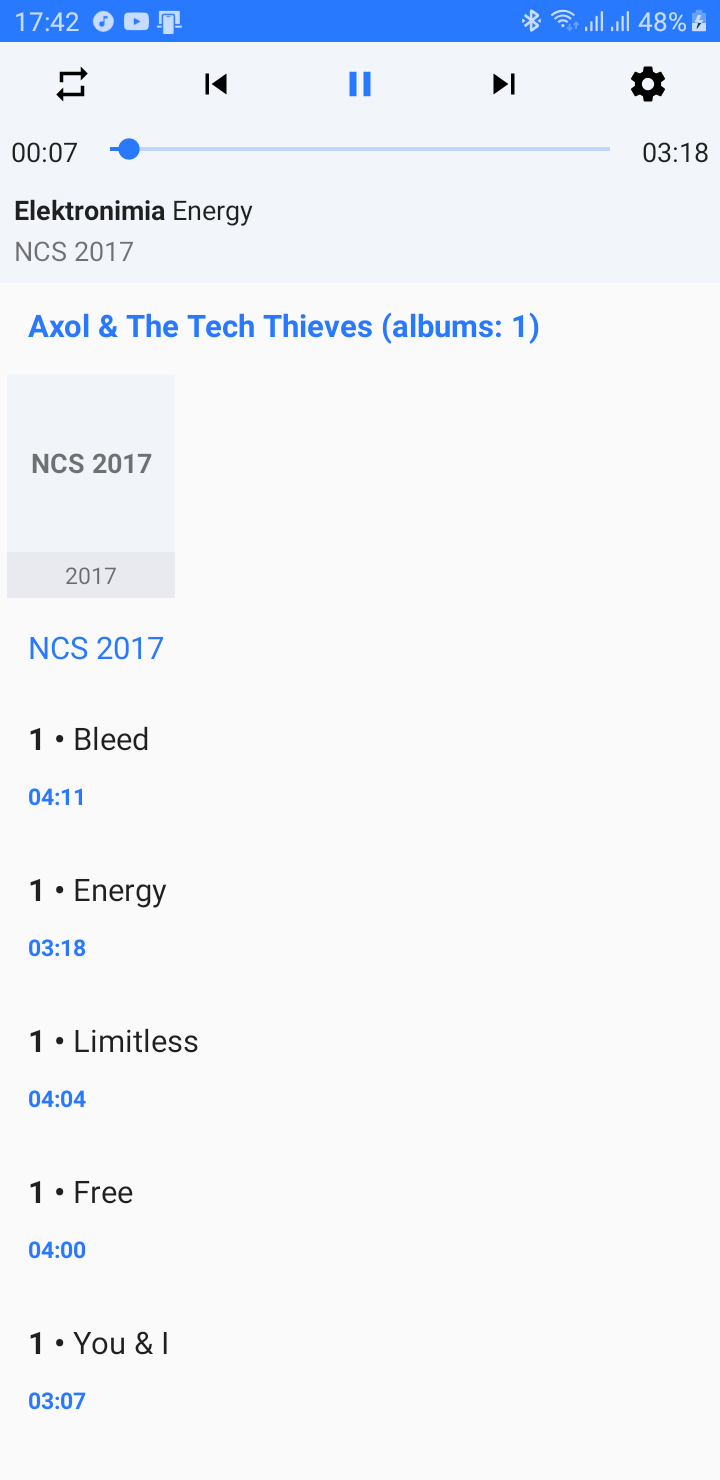 17:42 48%
00:07 03:18
Elektronimia Energy
NCS 2017
Axol & The Tech Thieves (albums: 1)
NCS 2017
2017
NCS 2017
1 • Bleed
04:11
1 • Energy
03:18
1 • Limitless
04:04
1 • Free
04:00
1 • You & I
03:07